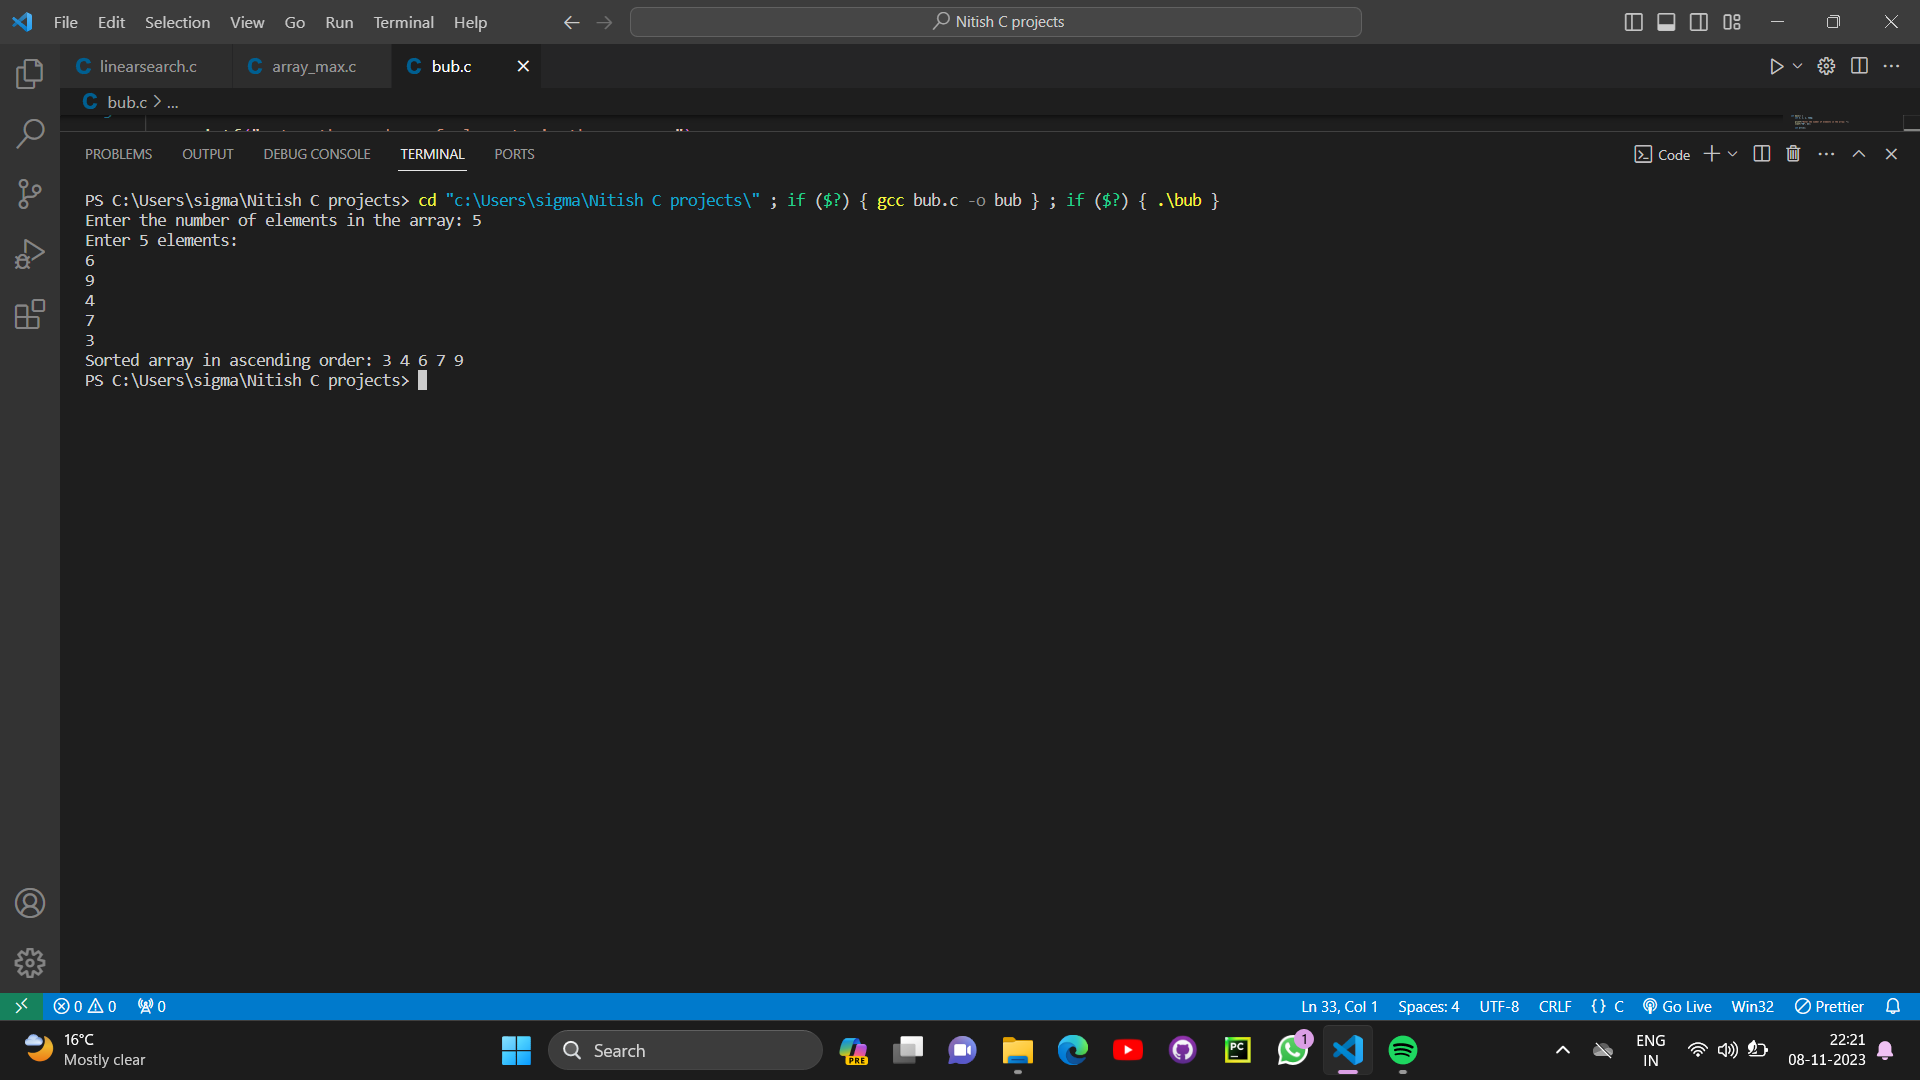 File Edit Selection View Go Run Terminal Help
Nitish C projects
C linearsearch.c C array_max.c C bub.c
C bub.c > ...
PROBLEMS OUTPUT DEBUG CONSOLE TERMINAL PORTS
Code
PS C:\Users\sigma\Nitish C projects> cd "c:\Users\sigma\Nitish C projects\" ; if ($?) { gcc bub.c -o bub } ; if ($?) { .\bub }
Enter the number of elements in the array: 5
Enter 5 elements:
6
9
4
7
3
Sorted array in ascending order: 3 4 6 7 9
PS C:\Users\sigma\Nitish C projects>
0 0 0 Ln 33, Col 1 Spaces: 4 UTF-8 CRLF {} C Go Live Win32 Prettier
16°C
Mostly clear
Search
PRE
PC
1
ENG
IN
22:21
08-11-2023